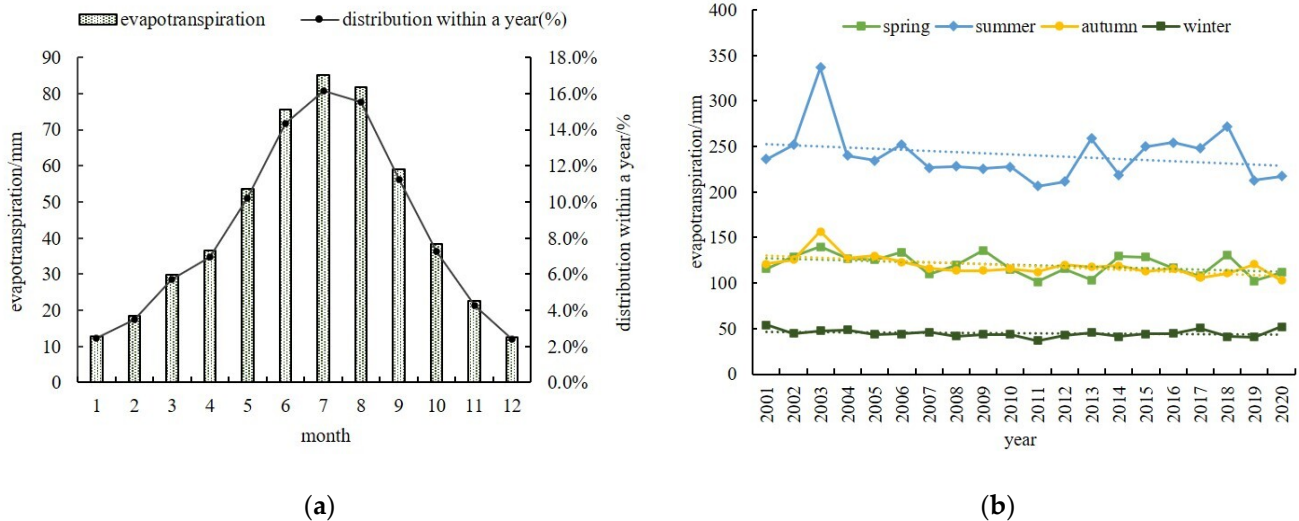 evapotranspiration distribution within a year(%)
90
80
70
60
50
40
30
20
10
0
evapotranspiration/mm
18.0%
16.0%
14.0%
12.0%
10.0%
8.0%
6.0%
4.0%
2.0%
0.0%
distribution within a year/%
1 2 3 4 5 6 7 8 9 10 11 12
month
(a)
400
350
300
250
200
150
100
50
0
evapotranspiration/mm
spring summer autumn winter
2001 2002 2003 2004 2005 2006 2007 2008 2009 2010 2011 2012 2013 2014 2015 2016 2017 2018 2019 2020
year
(b)